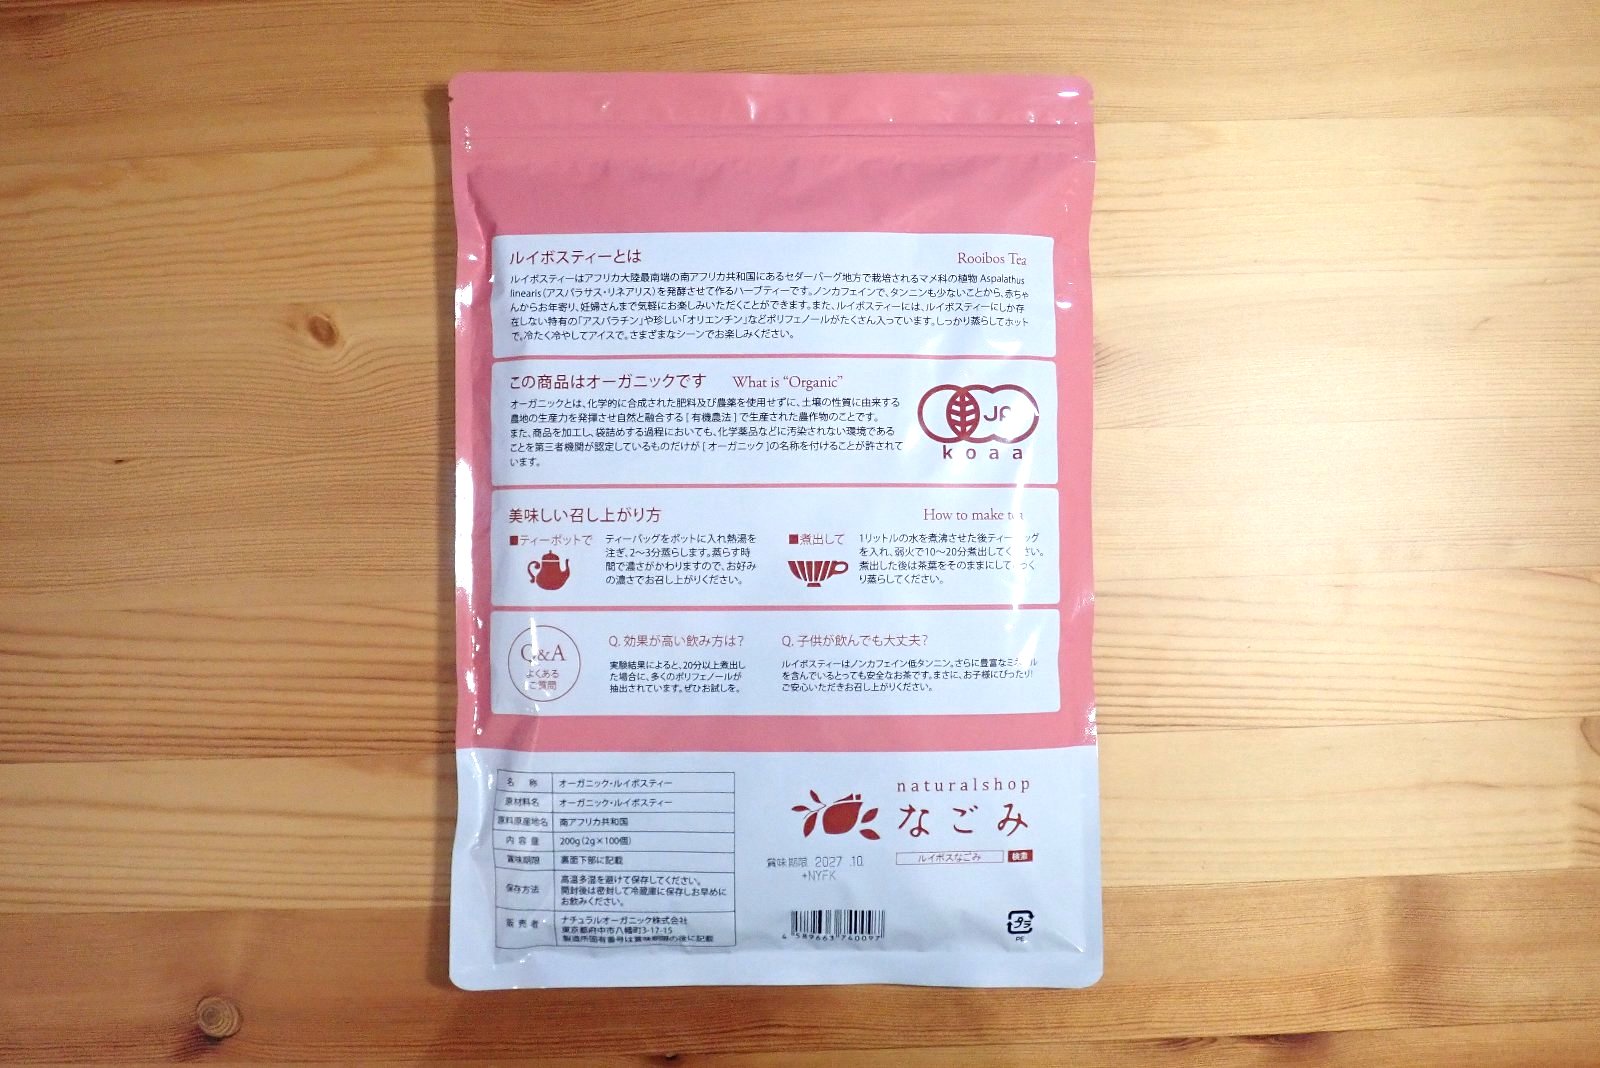 ルイボスティーとは
Rooibos Tea
ルイボスティーはアフリカ大陸最南端の南アフリカ共和国にあるセダーバーグ地方で栽培されるマメ科の植物 Aspalathus
linearis（アスパラサス・リネアリス）を発酵させて作るハーブティーです。ノンカフェインで、タンニンも少ないことから、赤ちゃ
んからお年寄り、妊婦さんまで気軽にお楽しみいただくことができます。また、ルイボスティーには、ルイボスティーにしか存
在しない特有の「アスパラチン」や珍しい「オリエンチン」などポリフェノールがたくさん入っています。しっかり蒸らしてホット
で。冷たく冷やしてアイスで。さまざまなシーンでお楽しみください。
この商品はオーガニックです What is “Organic”
オーガニックとは、化学的に合成された肥料及び農薬を使用せずに、土壌の性質に由来する
農地の生産力を発揮させ自然と融合する [ 有機農法 ] で生産された農作物のことです。
また、商品を加工し、袋詰めする過程においても、化学薬品などに汚染されない環境である
ことを第三者機関が認定しているものだけが [ オーガニック ]の名称を付けることが許されて
います。
JAS
koaa
美味しい召し上がり方
How to make tea
■ティーポットで
ティーバッグをポットに入れ熱湯を
注ぎ、2～3分蒸らします。蒸らす時
間で濃さがかわりますので、お好み
の濃さでお召し上がりください。
■煮出して
1リットルの水を煮沸させた後ティーバッグ
を入れ、弱火で10～20分煮出してください。
煮出した後は茶葉をそのままにしてじっく
り蒸らしてください。
Q&A
よくある
ご質問
Q. 効果が高い飲み方は？
実験結果によると、20分以上煮出し
た場合に、多くのポリフェノールが
抽出されています。ぜひお試しを。
Q. 子供が飲んでも大丈夫？
ルイボスティーはノンカフェイン低タンニン。さらに豊富なミネラル
を含んでいるとっても安全なお茶です。まさに、お子様にぴったり!
ご安心いただきお召し上がりください。
名 称 オーガニック・ルイボスティー
原材料名 オーガニック・ルイボスティー
原料原産地名 南アフリカ共和国
内容量 200g（2g×100個）
賞味期限 裏面下部に記載
保存方法 高温多湿を避けて保存してください。
開封後は密封して冷蔵庫に保存しお早めに
お飲みください。
販売者 ナチュラルオーガニック株式会社
東京都府中市八幡町3-17-15
製造所固有番号は賞味期限の後に記載
naturalshop
なごみ
ルイボスなごみ 検索
賞味期限 2027 .10
+NYFK
4 589663 740097
プラ
PE